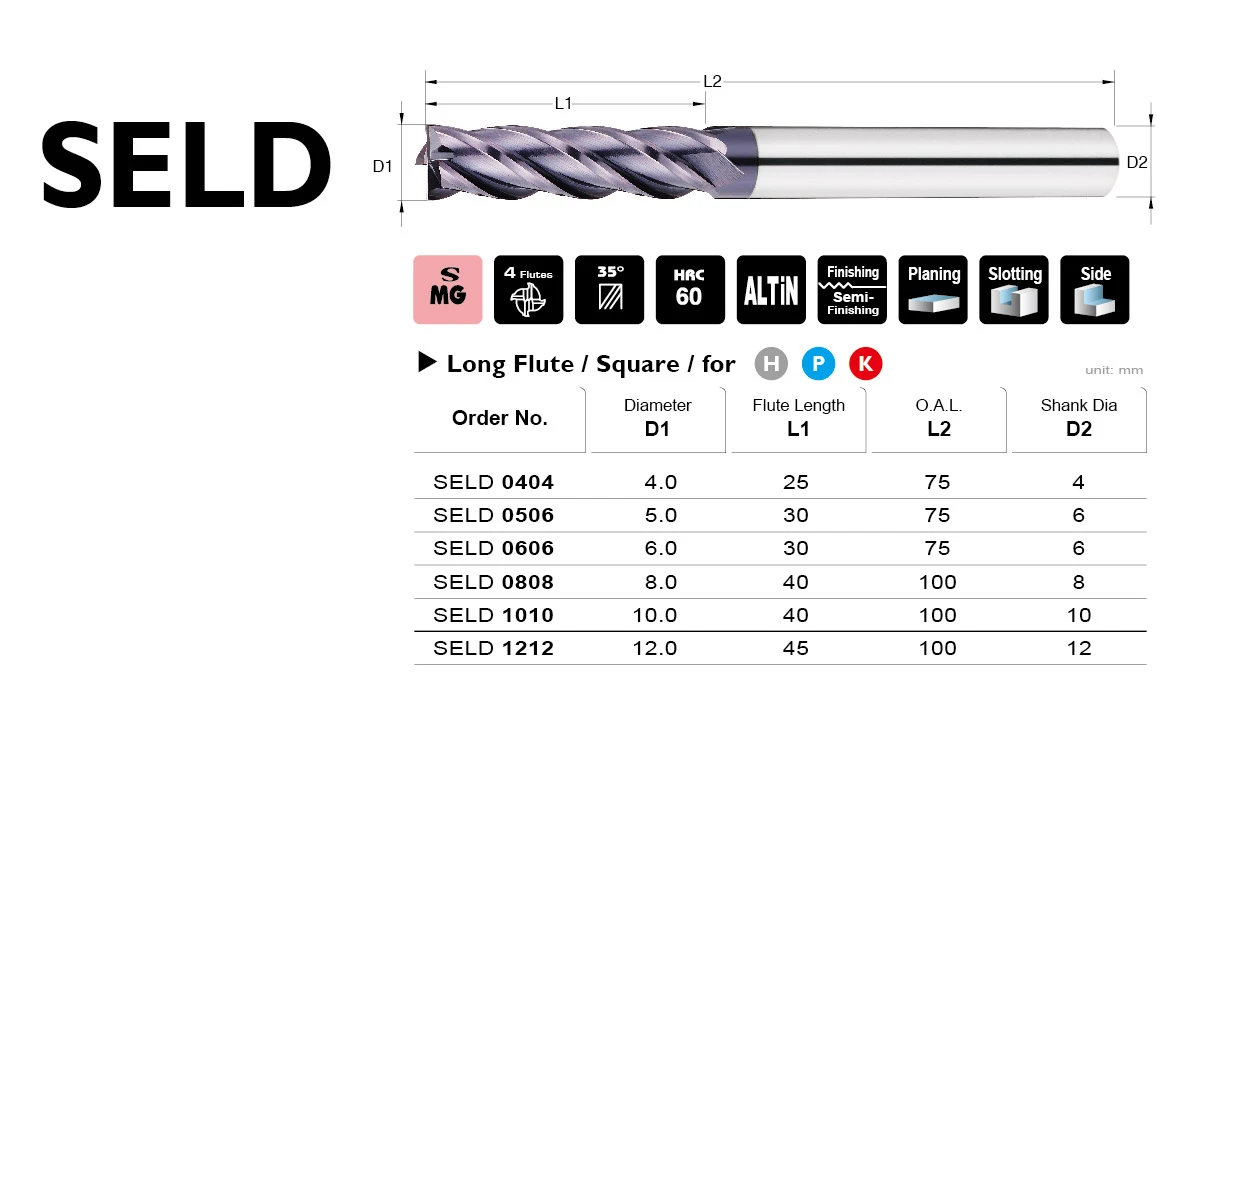 SELD
L2
L1
D1
D2
S
MG
4 Flutes
35°
HRC
60
ALTiN
Finishing
Semi-
Finishing
Planing
Slotting
Side
Long Flute / Square / for H P K
unit: mm
Order No.
Diameter
D1
Flute Length
L1
O.A.L.
L2
Shank Dia
D2
SELD 0404 4.0 25 75 4
SELD 0506 5.0 30 75 6
SELD 0606 6.0 30 75 6
SELD 0808 8.0 40 100 8
SELD 1010 10.0 40 100 10
SELD 1212 12.0 45 100 12